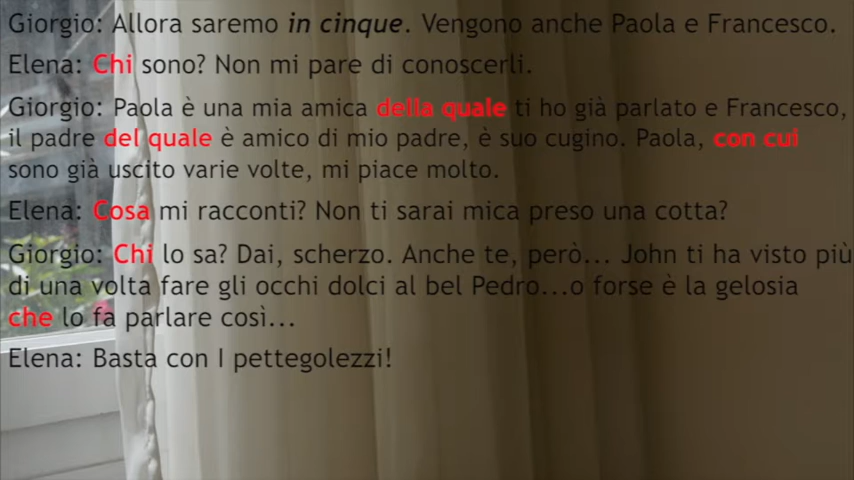 Giorgio: Allora saremo in cinque. Vengono anche Paola e Francesco.
Elena: Chi sono? Non mi pare di conoscerli.
Giorgio: Paola è una mia amica della quale ti ho già parlato e Francesco,
il padre del quale è amico di mio padre, è suo cugino. Paola, con cui
sono già uscito varie volte, mi piace molto.
Elena: Cosa mi racconti? Non ti sarai mica preso una cotta?
Giorgio: Chi lo sa? Dai, scherzo. Anche te, però... John ti ha visto più
di una volta fare gli occhi dolci al bel Pedro...o forse è la gelosia
che lo fa parlare così...
Elena: Basta con I pettegolezzi!